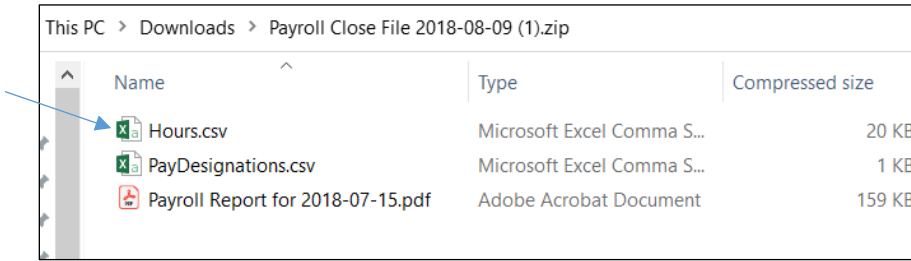 This PC > Downloads > Payroll Close File 2018-08-09 (1).zip
Name Type Compressed size
Hours.csv Microsoft Excel Comma S... 20 KB
PayDesignations.csv Microsoft Excel Comma S... 1 KB
Payroll Report for 2018-07-15.pdf Adobe Acrobat Document 159 KB